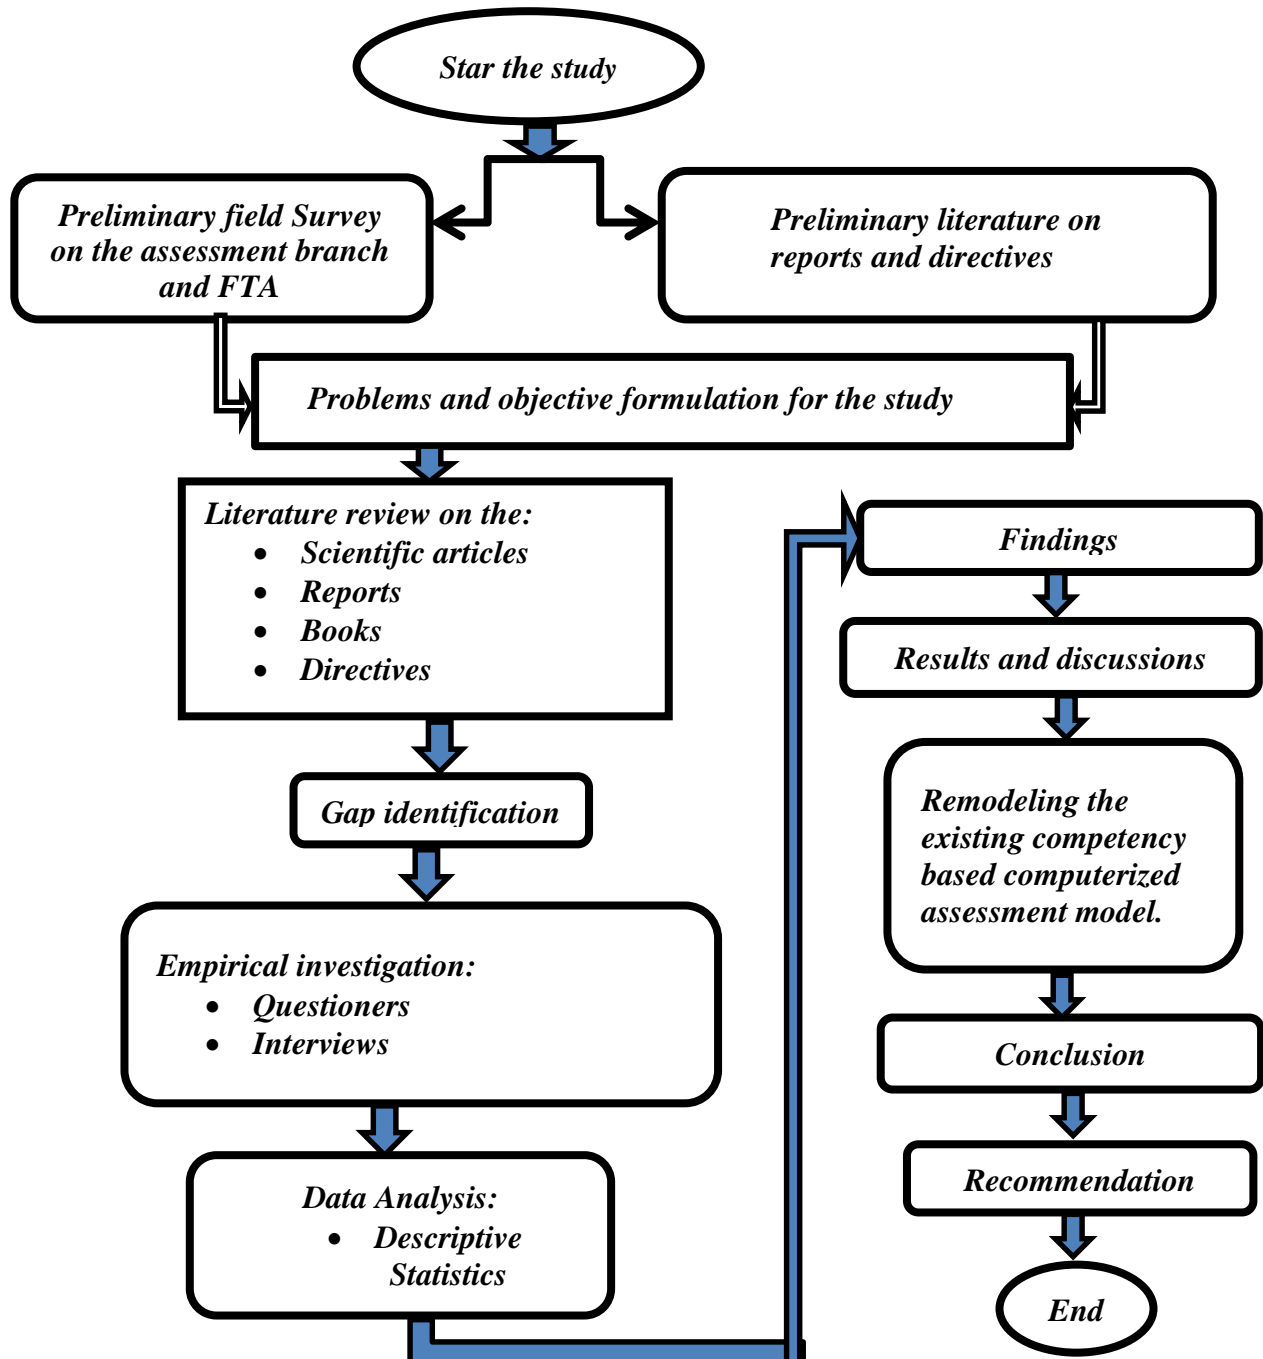 Star the study
Preliminary field Survey
on the assessment branch
and FTA
Preliminary literature on
reports and directives
Problems and objective formulation for the study
Literature review on the:
• Scientific articles
• Reports
• Books
• Directives
Gap identification
Empirical investigation:
• Questioners
• Interviews
Data Analysis:
• Descriptive
Statistics
Findings
Results and discussions
Remodeling the
existing competency
based computerized
assessment model.
Conclusion
Recommendation
End